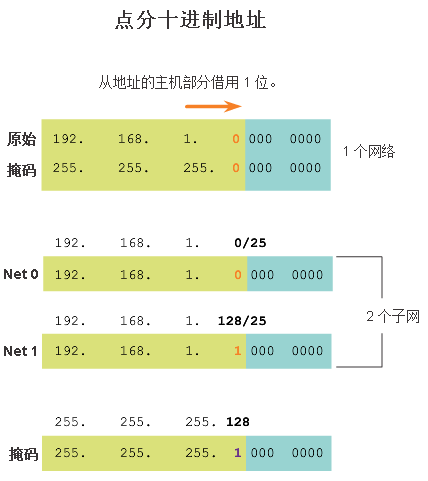 点分十进制地址
从地址的主机部分借用 1 位。
原始 192. 168. 1. 0 000 0000
掩码 255. 255. 255. 0 000 0000
1 个网络
192. 168. 1. 0/25
Net 0 192. 168. 1. 0 000 0000
192. 168. 1. 128/25
2 个子网
Net 1 192. 168. 1. 1 000 0000
255. 255. 255. 128
掩码 255. 255. 255. 1 000 0000